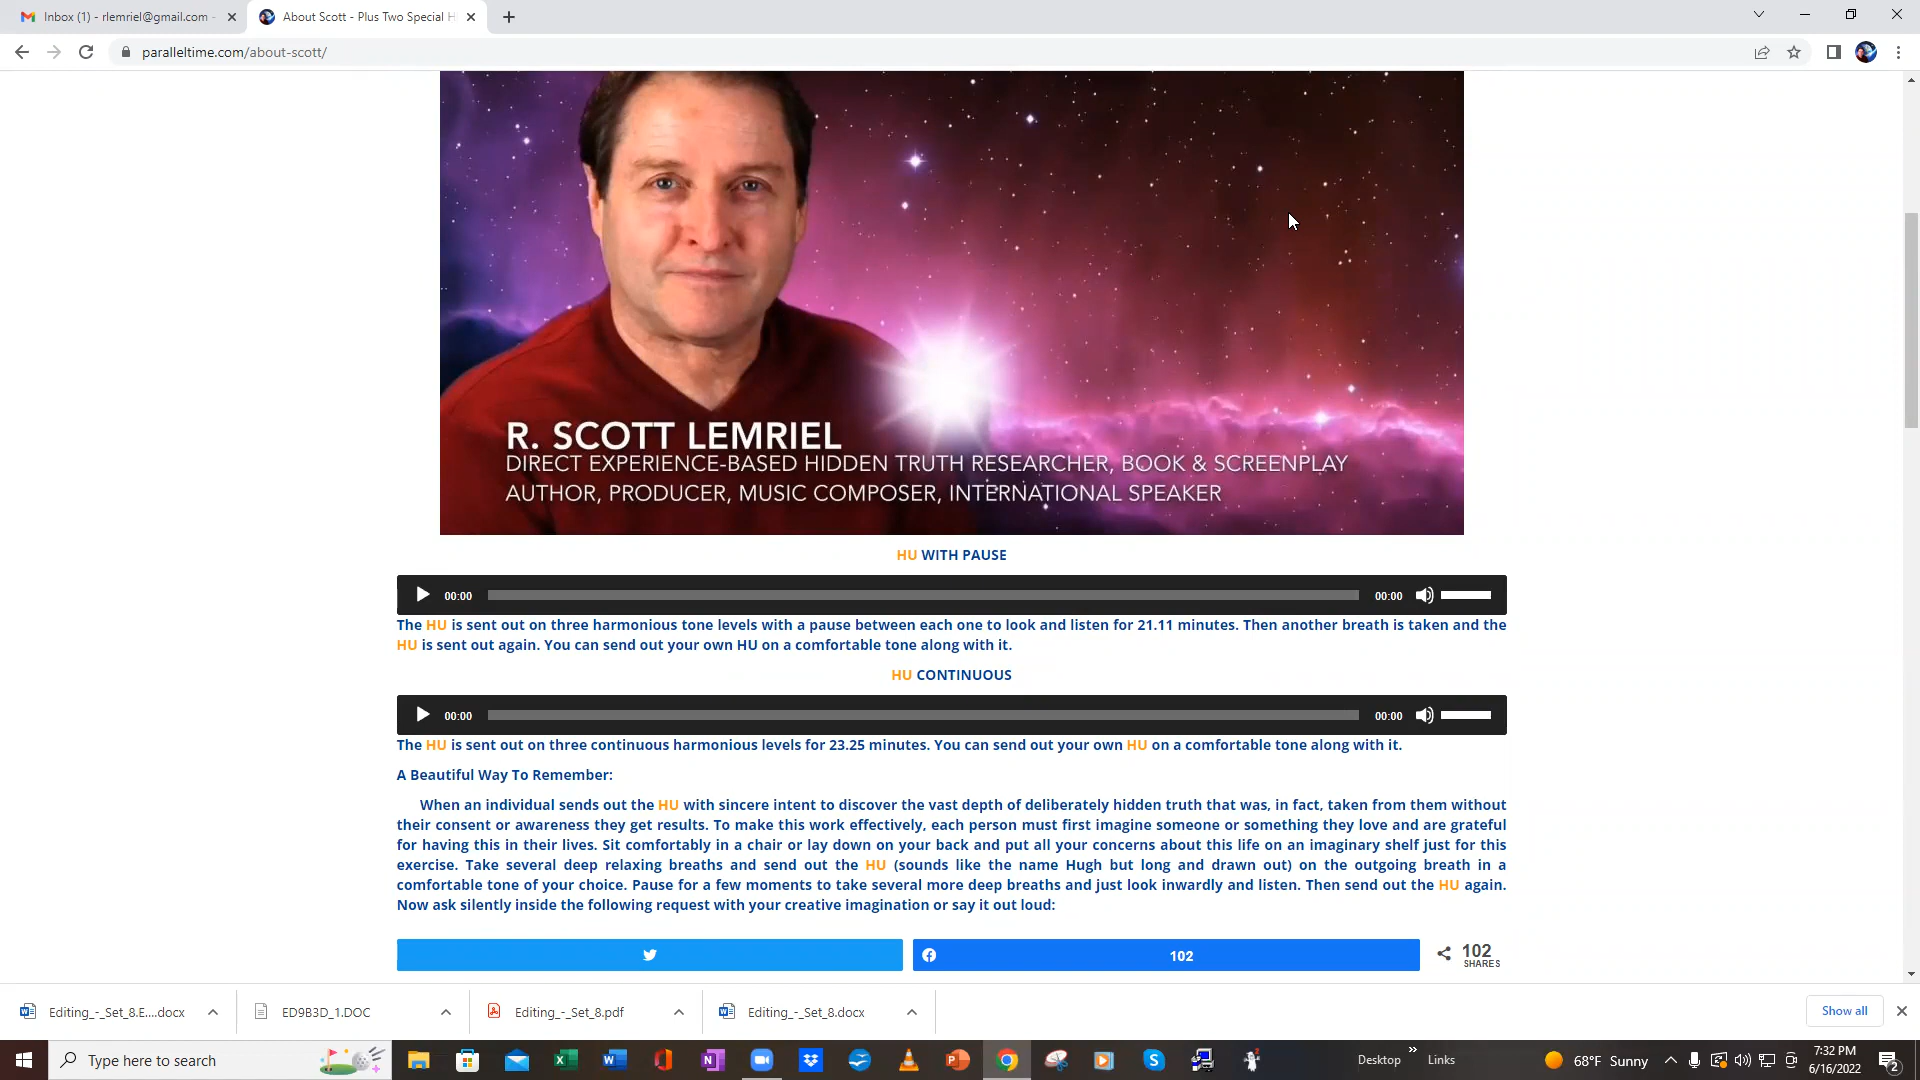 Inbox (1) - rlemriel@gmail.com -
About Scott - Plus Two Special H
paralleltime.com/about-scott/
R. SCOTT LEMRIEL
DIRECT EXPERIENCE-BASED HIDDEN TRUTH RESEARCHER, BOOK & SCREENPLAY
AUTHOR, PRODUCER, MUSIC COMPOSER, INTERNATIONAL SPEAKER
HU WITH PAUSE
00:00 00:00
The HU is sent out on three harmonious tone levels with a pause between each one to look and listen for 21.11 minutes. Then another breath is taken and the
HU is sent out again. You can send out your own HU on a comfortable tone along with it.
HU CONTINUOUS
00:00 00:00
The HU is sent out on three continuous harmonious levels for 23.25 minutes. You can send out your own HU on a comfortable tone along with it.
A Beautiful Way To Remember:
When an individual sends out the HU with sincere intent to discover the vast depth of deliberately hidden truth that was, in fact, taken from them without
their consent or awareness they get results. To make this work effectively, each person must first imagine someone or something they love and are grateful
for having this in their lives. Sit comfortably in a chair or lay down on your back and put all your concerns about this life on an imaginary shelf just for this
exercise. Take several deep relaxing breaths and send out the HU (sounds like the name Hugh but long and drawn out) on the outgoing breath in a
comfortable tone of your choice. Pause for a few moments to take several more deep breaths and just look inwardly and listen. Then send out the HU again.
Now ask silently inside the following request with your creative imagination or say it out loud:
102
102
SHARES
Editing_-_Set_8.E....docx
ED9B3D_1.DOC
Editing_-_Set_8.pdf
Editing_-_Set_8.docx
Show all
Type here to search
Desktop
Links
68°F Sunny
7:32 PM
6/16/2022
2